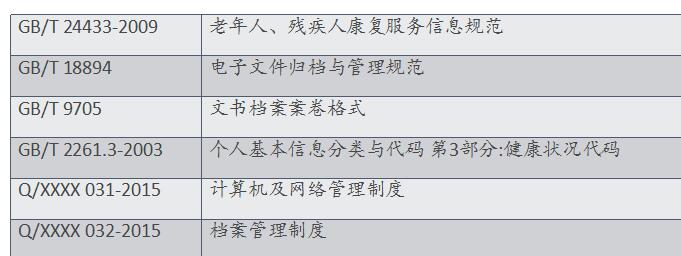 GB/T 24433-2009 老年人、残疾人康复服务信息规范
GB/T 18894 电子文件归档与管理规范
GB/T 9705 文书档案案卷格式
GB/T 2261.3-2003 个人基本信息分类与代码 第3部分:健康状况代码
Q/XXXX 031-2015 计算机及网络管理制度
Q/XXXX 032-2015 档案管理制度